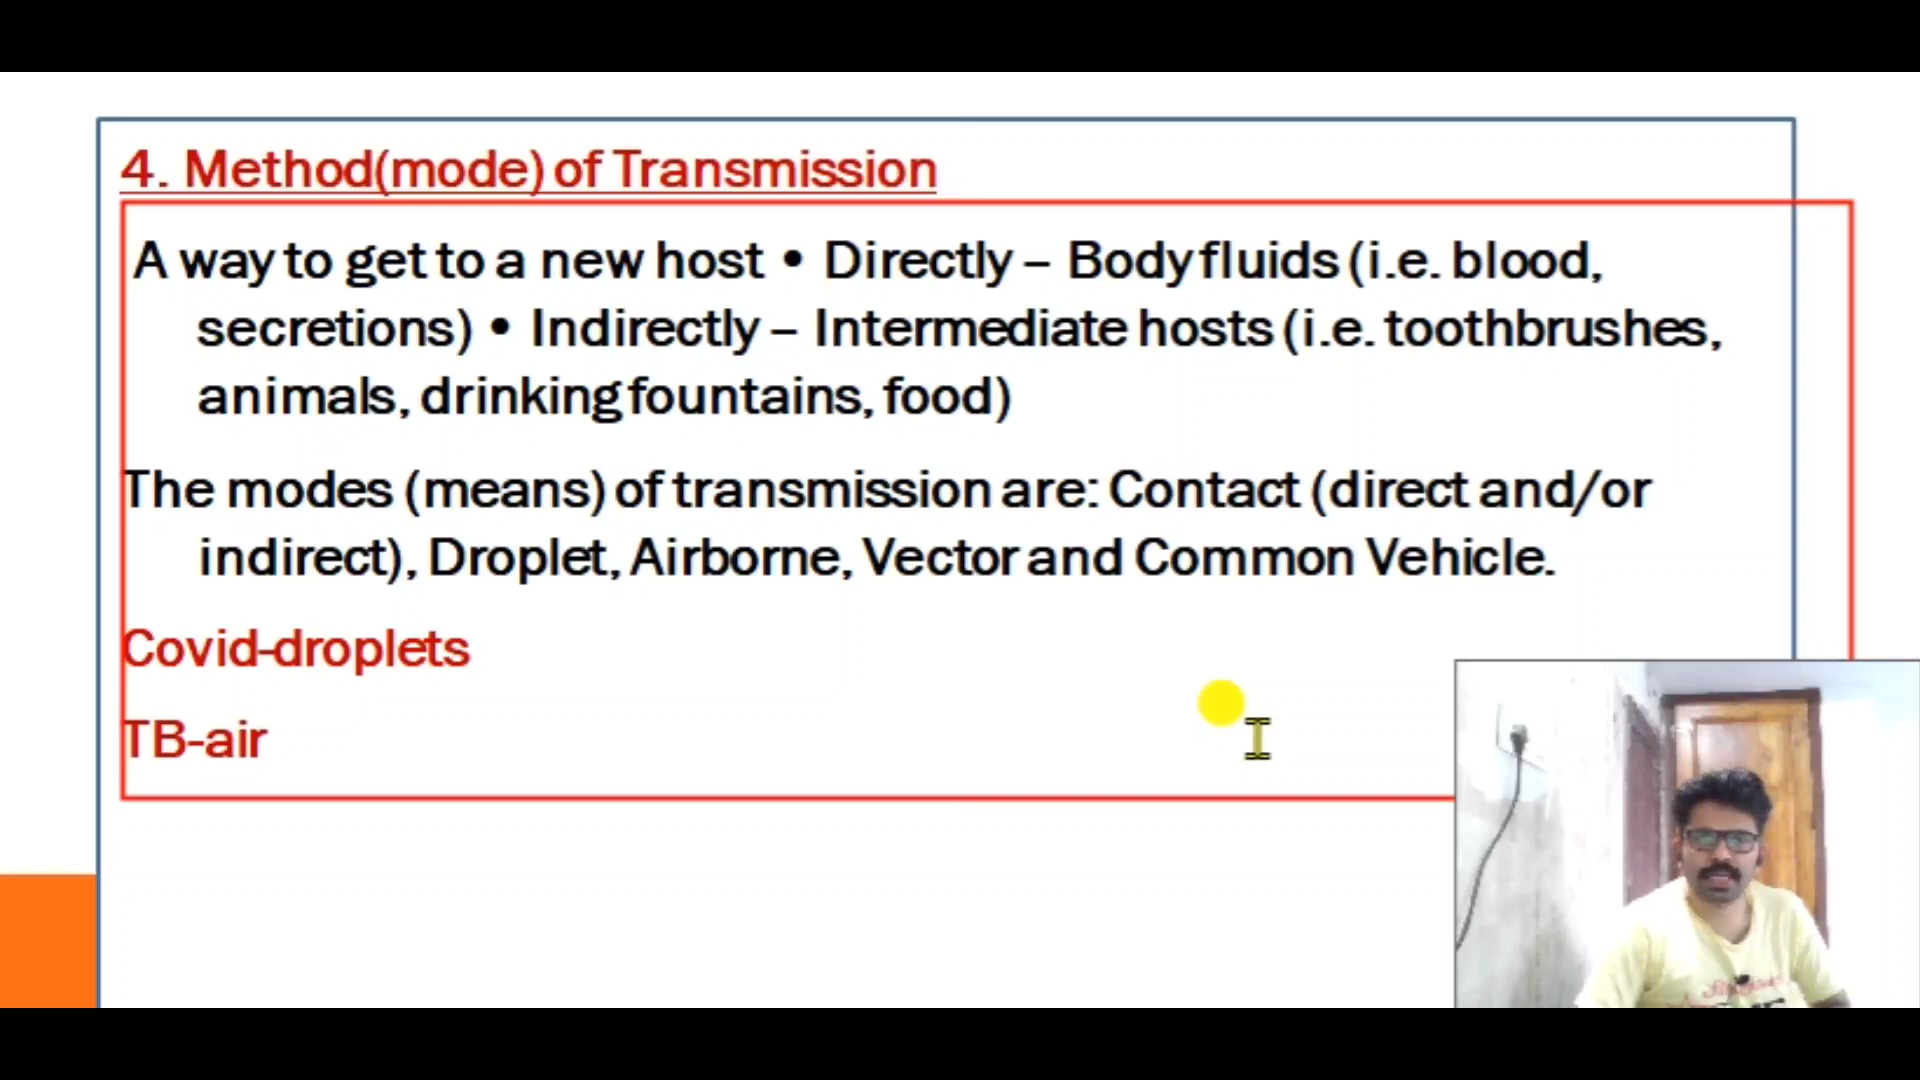 4. Method(mode) of Transmission
A way to get to a new host • Directly – Body fluids (i.e. blood,
secretions) • Indirectly – Intermediate hosts (i.e. toothbrushes,
animals, drinking fountains, food)
The modes (means) of transmission are: Contact (direct and/or
indirect), Droplet, Airborne, Vector and Common Vehicle.
Covid-droplets
TB-air